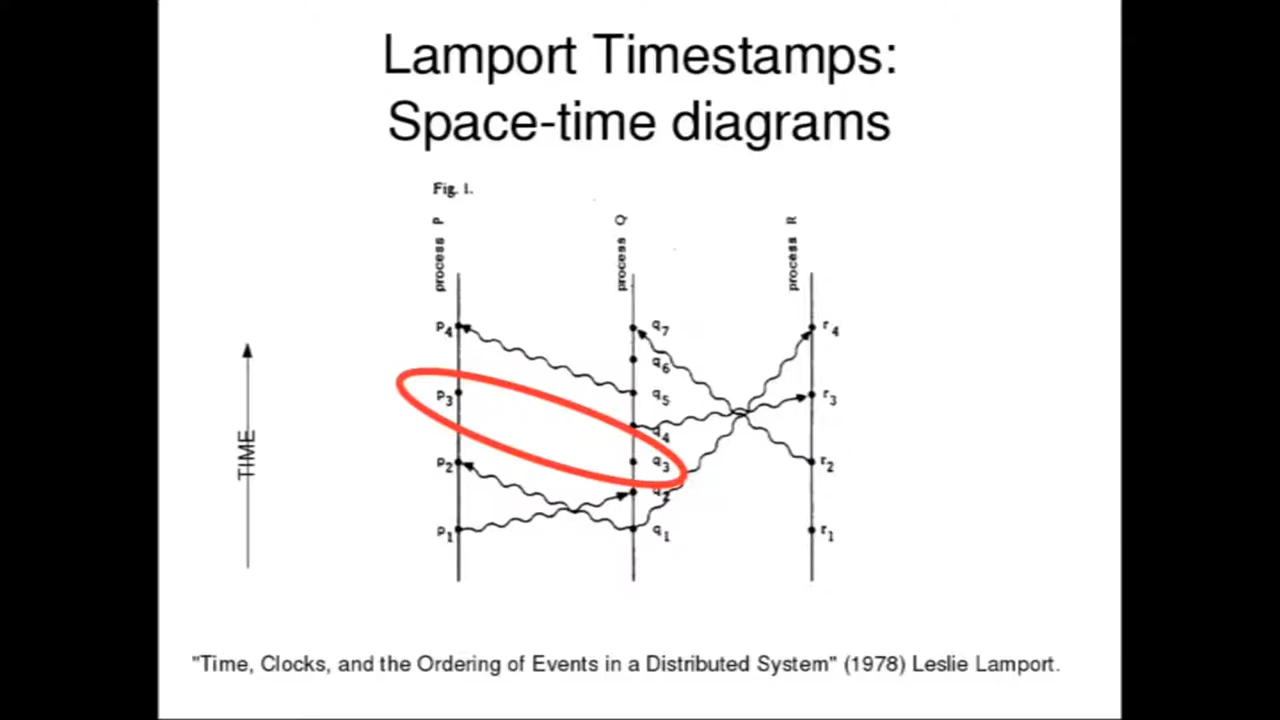 Lamport Timestamps:
Space-time diagrams
Fig. 1.
process P
process Q
process R
p4
q7
r4
q6
p3
q5
r3
q4
TIME
p2
q3
r2
q2
p1
q1
r1
"Time, Clocks, and the Ordering of Events in a Distributed System" (1978) Leslie Lamport.